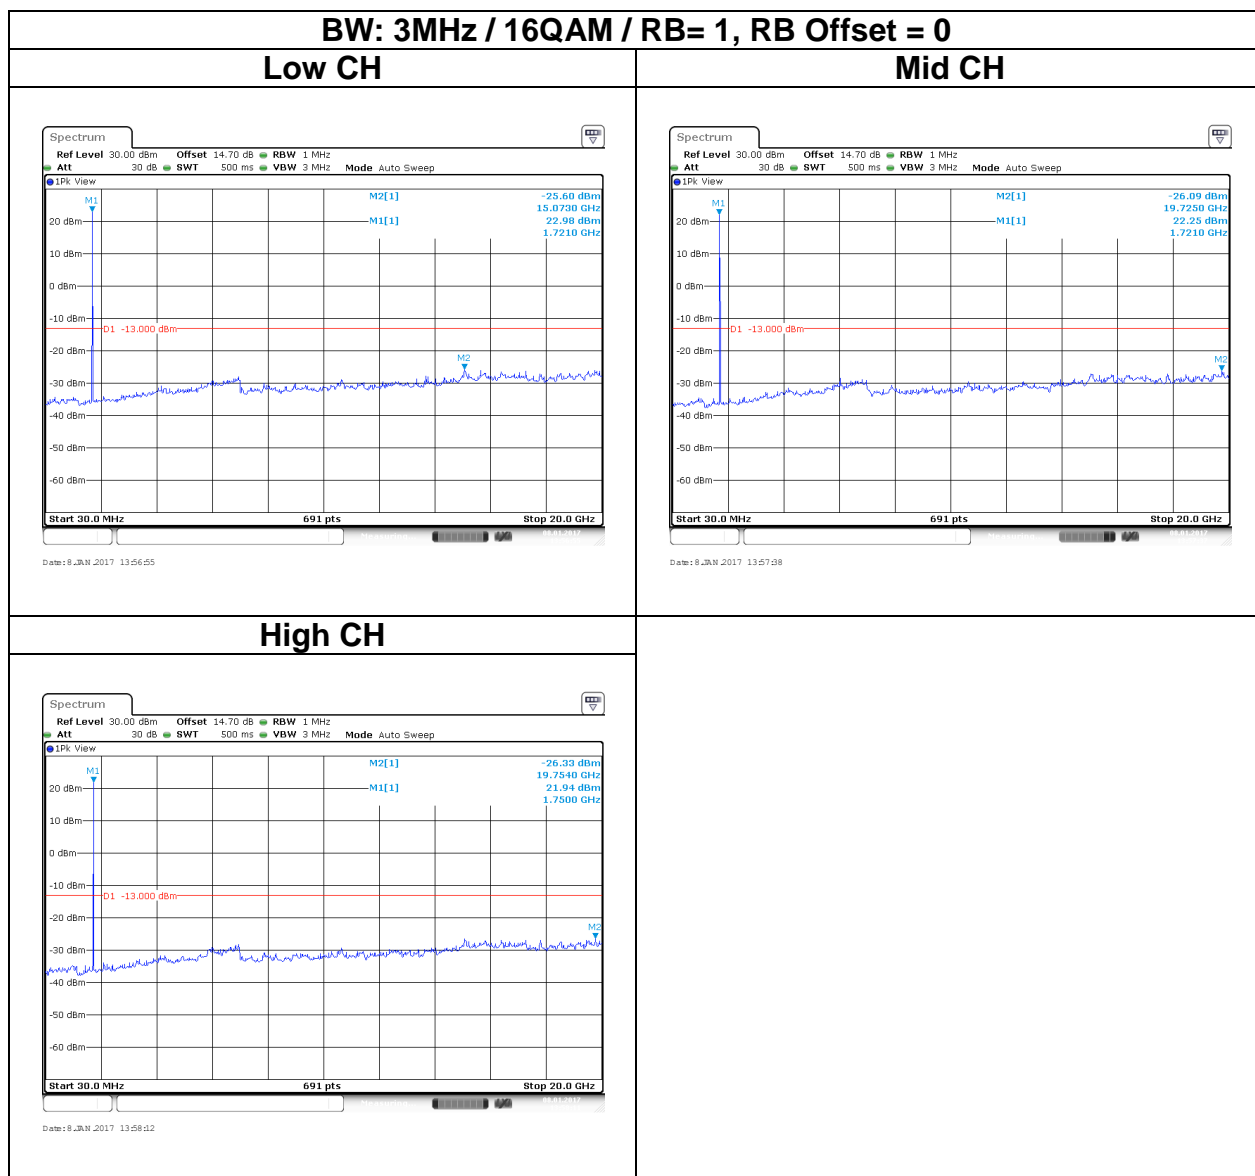 BW: 3MHz / 16QAM / RB= 1, RB Offset = 0
Low CH
Mid CH
Spectrum
Ref Level 30.00 dBm Offset 14.70 dB RBW 1 MHz
Att 30 dB SWT 500 ms VBW 3 MHz Mode Auto Sweep
1Pk View
M2[1] -25.60 dBm
15.0730 GHz
M1[1] 22.98 dBm
1.7210 GHz
M1
20 dBm
10 dBm
0 dBm
-10 dBm
D1 -13.000 dBm
-20 dBm
M2
-30 dBm
-40 dBm
-50 dBm
-60 dBm
Start 30.0 MHz 691 pts Stop 20.0 GHz
Date: 8.JAN.2017 13:56:55
Spectrum
Ref Level 30.00 dBm Offset 14.70 dB RBW 1 MHz
Att 30 dB SWT 500 ms VBW 3 MHz Mode Auto Sweep
1Pk View
M2[1] -26.09 dBm
19.7250 GHz
M1[1] 22.25 dBm
1.7210 GHz
M1
20 dBm
10 dBm
0 dBm
-10 dBm
D1 -13.000 dBm
-20 dBm
M2
-30 dBm
-40 dBm
-50 dBm
-60 dBm
Start 30.0 MHz 691 pts Stop 20.0 GHz
Date: 8.JAN.2017 13:57:38
High CH
Spectrum
Ref Level 30.00 dBm Offset 14.70 dB RBW 1 MHz
Att 30 dB SWT 500 ms VBW 3 MHz Mode Auto Sweep
1Pk View
M2[1] -26.33 dBm
19.7540 GHz
M1[1] 21.94 dBm
1.7500 GHz
M1
20 dBm
10 dBm
0 dBm
-10 dBm
D1 -13.000 dBm
-20 dBm
M2
-30 dBm
-40 dBm
-50 dBm
-60 dBm
Start 30.0 MHz 691 pts Stop 20.0 GHz
Date: 8.JAN.2017 13:58:12